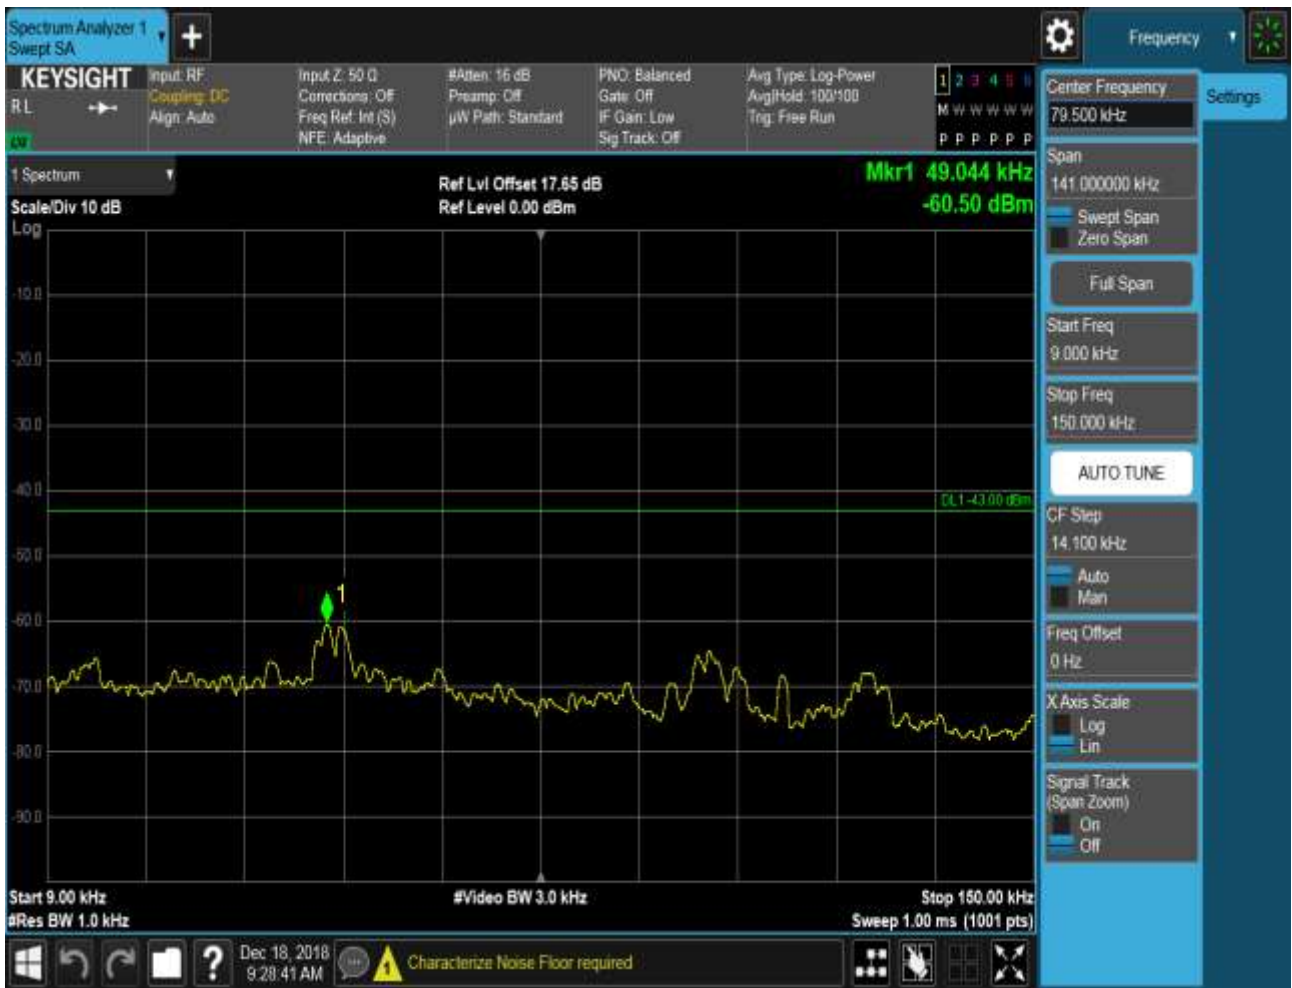 Spectrum Analyzer 1
Swept SA
Frequency
KEYSIGHT
R L
Input: RF
Coupling: DC
Align: Auto
Input Z: 50 Ω
Corrections: Off
Freq Ref: Int (S)
NFE: Adaptive
#Atten: 16 dB
Preamp: Off
µW Path: Standard
PNO: Balanced
Gate: Off
IF Gain: Low
Sig Track: Off
Avg Type: Log-Power
Avg|Hold: 100/100
Trig: Free Run
1 2 3 4 5 6
M W W W W W
P P P P P P
1 Spectrum
Scale/Div 10 dB
Log
Ref Lvl Offset 17.65 dB
Ref Level 0.00 dBm
Mkr1 49.044 kHz
-60.50 dBm
-10.0
-20.0
-30.0
-40.0
DL1 -43.00 dBm
-50.0
1
-60.0
-70.0
-80.0
-90.0
Start 9.00 kHz
#Res BW 1.0 kHz
#Video BW 3.0 kHz
Stop 150.00 kHz
Sweep 1.00 ms (1001 pts)
Center Frequency
79.500 kHz
Settings
Span
141.000000 kHz
Swept Span
Zero Span
Full Span
Start Freq
9.000 kHz
Stop Freq
150.000 kHz
AUTO TUNE
CF Step
14.100 kHz
Auto
Man
Freq Offset
0 Hz
X Axis Scale
Log
Lin
Signal Track
(Span Zoom)
On
Off
?
Dec 18, 2018
9:28:41 AM
1
Characterize Noise Floor required